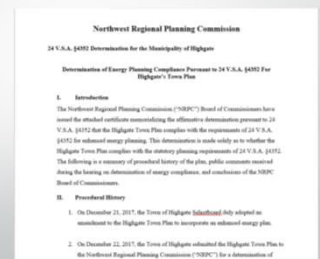 Northwest Regional Planning Commission
24 V.S.A. §4352 Determination for the Municipality of Highgate
Determination of Energy Planning Compliance Pursuant to 24 V.S.A. §4352 For
Highgate's Town Plan
I. Introduction
The Northwest Regional Planning Commission ("NRPC") Board of Commissioners have
issued the attached certificate memorializing the affirmative determination pursuant to 24
V.S.A. §4352 that the Highgate Town Plan complies with the requirements of 24 V.S.A.
§4352 for enhanced energy planning. This determination is made solely as to whether the
Highgate Town Plan complies with the statutory planning requirements of 24 V.S.A. §4352.
The following is a summary of procedural history of the plan, public comments received
during the hearing on determination of energy compliance, and conclusions of the NRPC
Board of Commissioners.
II. Procedural History
1. On December 21, 2017, the Town of Highgate Selectboard duly adopted an
amendment to the Highgate Town Plan to incorporate an enhanced energy plan.
2. On December 22, 2017, the Town of Highgate submitted the Highgate Town Plan to
the Northwest Regional Planning Commission ("NRPC") for a determination of